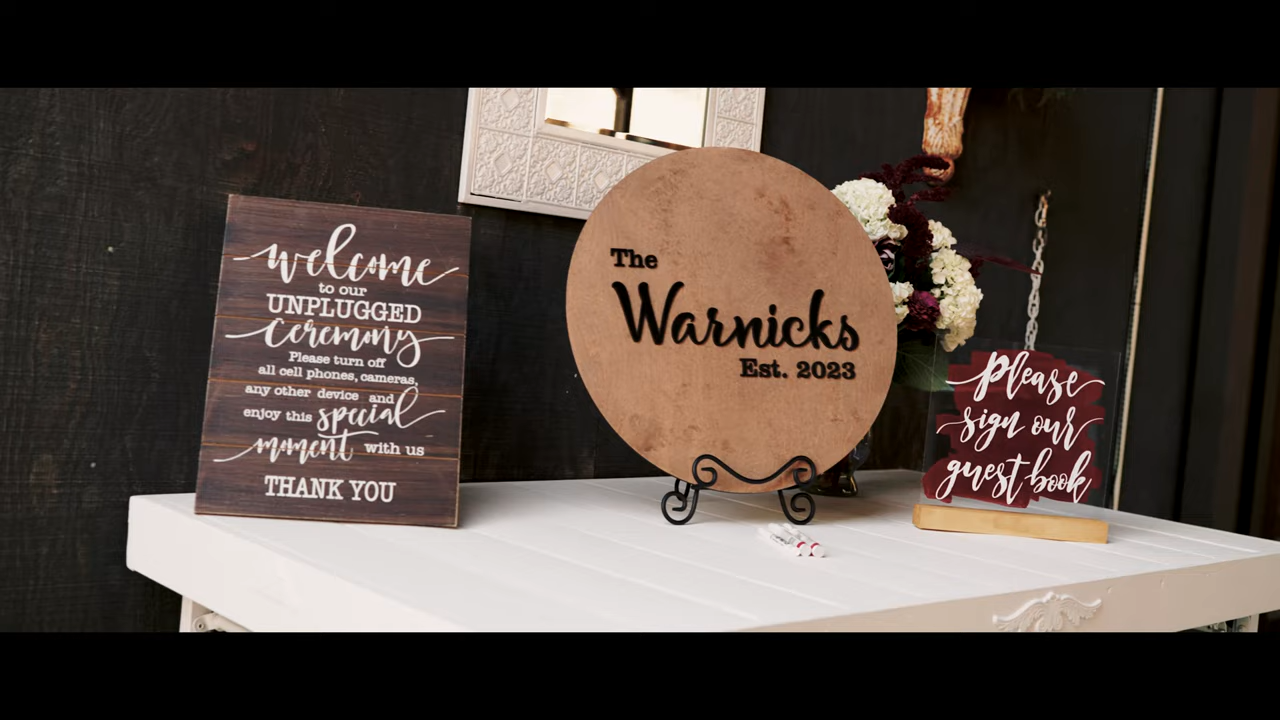 welcome
to our
UNPLUGGED
Ceremony
Please turn off
all cell phones, cameras,
any other device and
enjoy this special
moment with us
THANK YOU
The
Warnicks
Est. 2023
Please
sign our
guest book